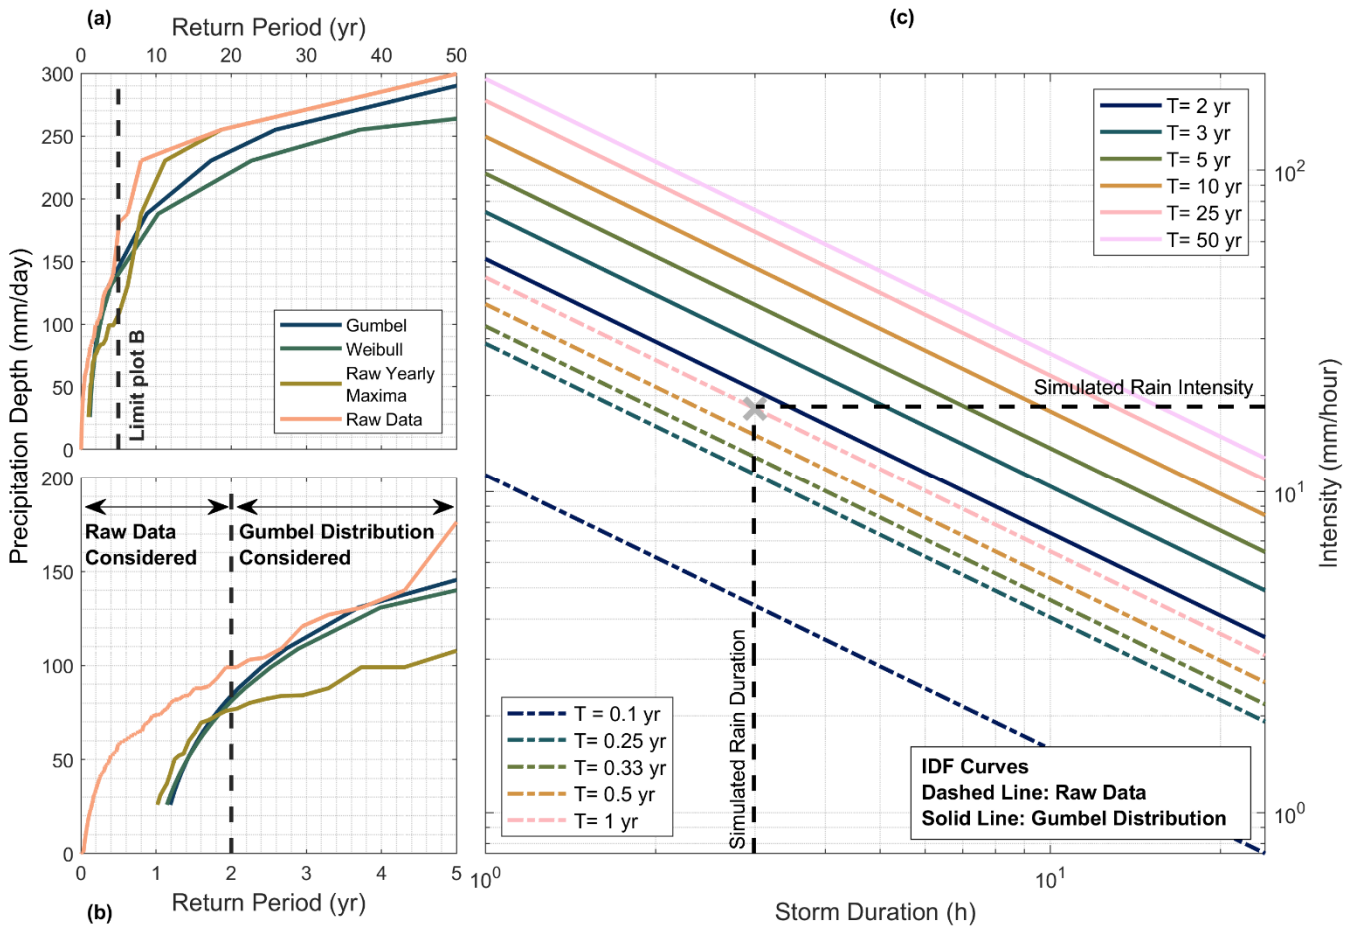 (a)
Return Period (yr)
0 10 20 30 40 50
300
250
200
150
100
50
0
Precipitation Depth (mm/day)
Limit plot B
Gumbel
Weibull
Raw Yearly
Maxima
Raw Data
200
150
100
50
0
Raw Data
Considered
Gumbel Distribution
Considered
0 1 2 3 4 5
Return Period (yr)
(b)
(c)
T= 2 yr
T= 3 yr
T= 5 yr
T= 10 yr
T= 25 yr
T= 50 yr
Simulated Rain Intensity
Simulated Rain Duration
T = 0.1 yr
T= 0.25 yr
T= 0.33 yr
T= 0.5 yr
T= 1 yr
IDF Curves
Dashed Line: Raw Data
Solid Line: Gumbel Distribution
10²
10¹
10⁰
Intensity (mm/hour)
10⁰ 10¹
Storm Duration (h)